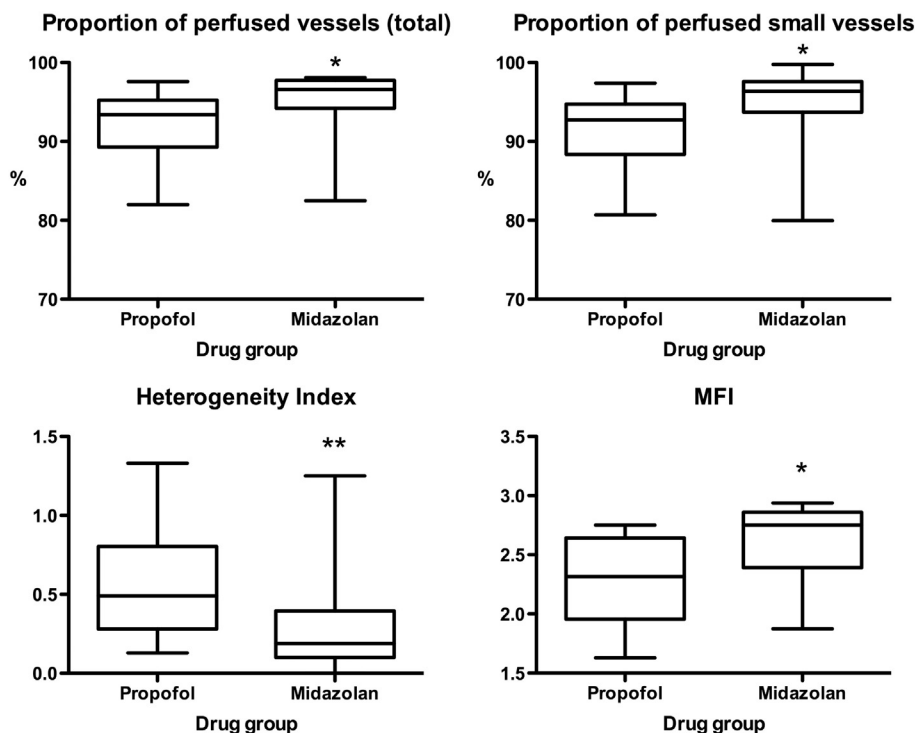 Proportion of perfused vessels (total)
100
90
%
80
70
*
Propofol
Midazolan
Drug group
Proportion of perfused small vessels
100
90
%
80
70
*
Propofol
Midazolan
Drug group
Heterogeneity Index
1.5
1.0
0.5
0.0
**
Propofol
Midazolan
Drug group
MFI
3.5
3.0
2.5
2.0
1.5
*
Propofol
Midazolan
Drug group